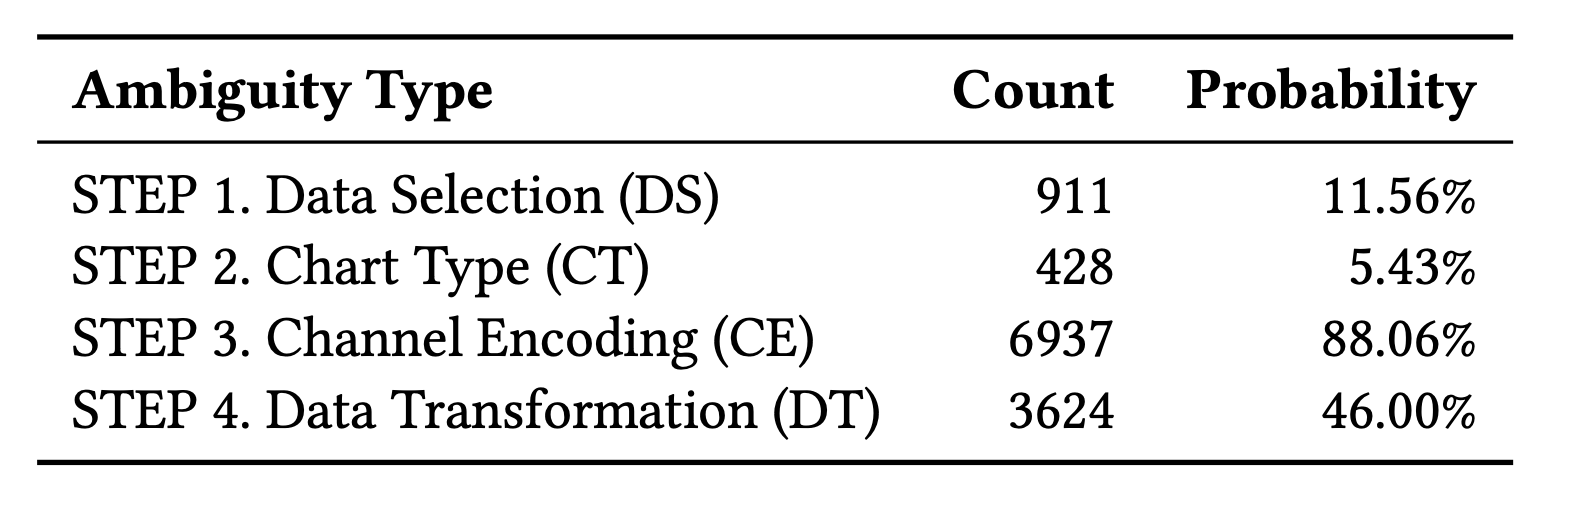 Ambiguity Type Count Probability
STEP 1. Data Selection (DS) 911 11.56%
STEP 2. Chart Type (CT) 428 5.43%
STEP 3. Channel Encoding (CE) 6937 88.06%
STEP 4. Data Transformation (DT) 3624 46.00%